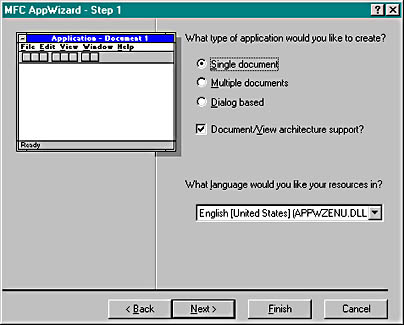 MFC AppWizard - Step 1
Application - Document 1
File Edit View Window Help
Ready
What type of application would you like to create?
Single document
Multiple documents
Dialog based
Document/View architecture support?
What language would you like your resources in?
English [United States] (APPWZENU.DLL
< Back
Next >
Finish
Cancel